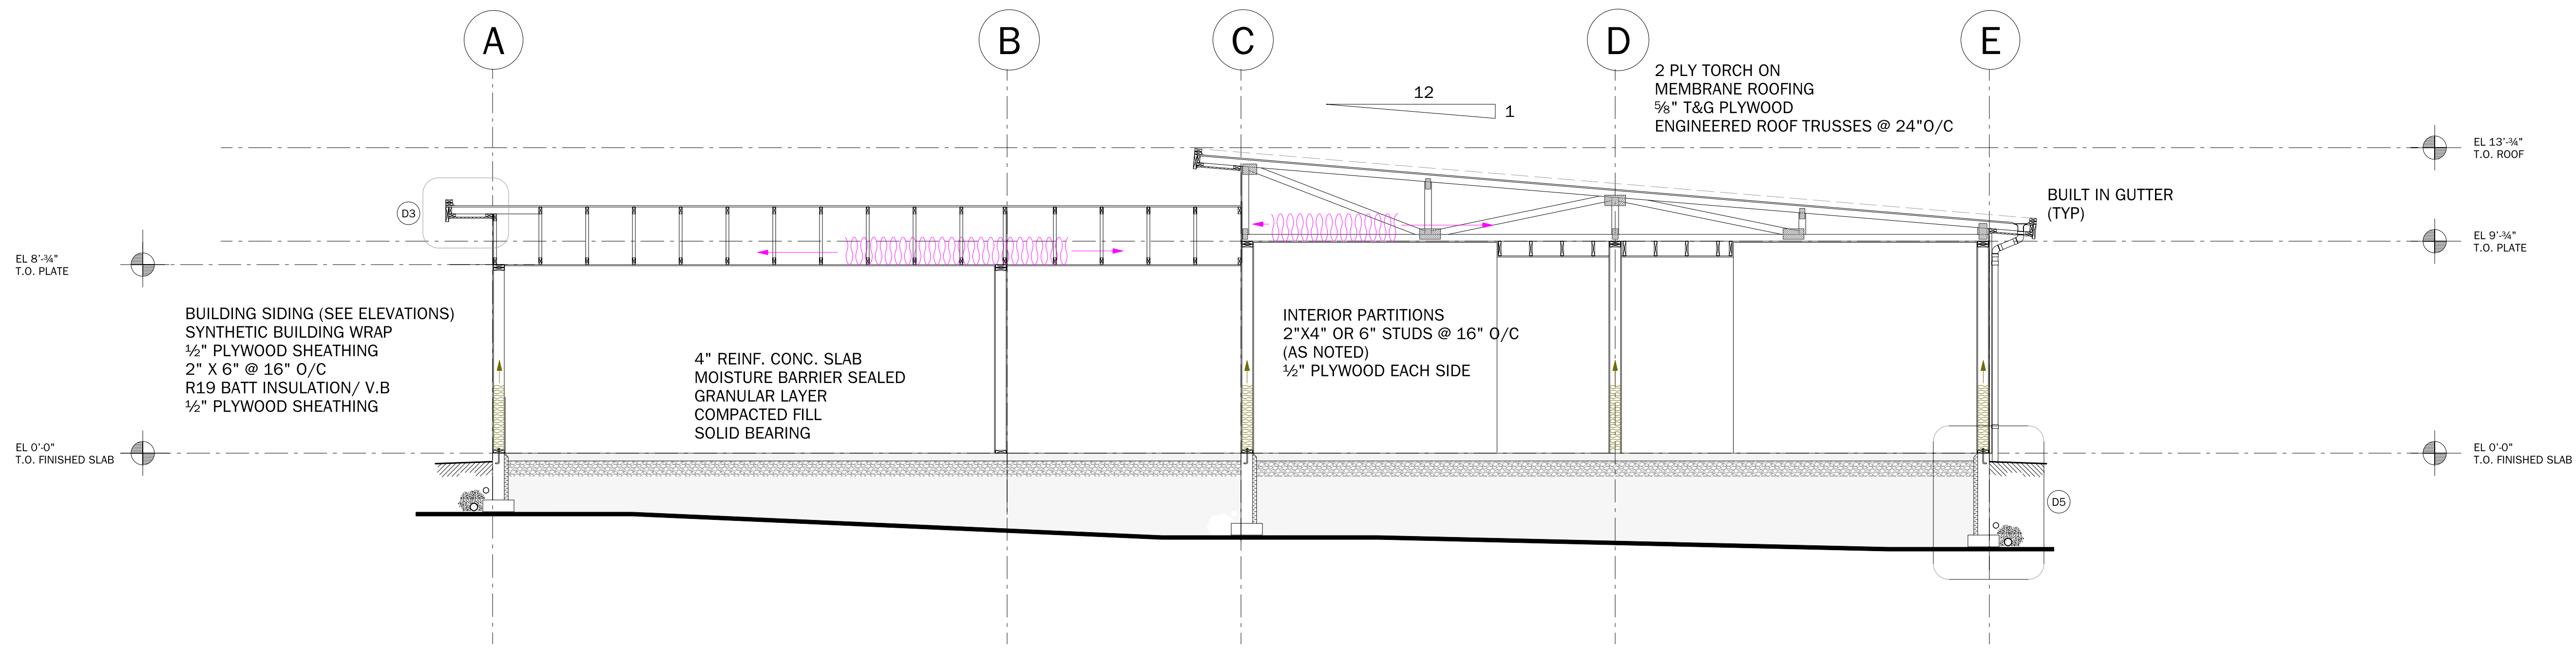 A
B
C
D
E
12
1
2 PLY TORCH ON
MEMBRANE ROOFING
⅝" T&G PLYWOOD
ENGINEERED ROOF TRUSSES @ 24"O/C
EL 13'-¾"
T.O. ROOF
BUILT IN GUTTER
(TYP)
D3
EL 9'-¾"
T.O. PLATE
EL 8'-¾"
T.O. PLATE
BUILDING SIDING (SEE ELEVATIONS)
SYNTHETIC BUILDING WRAP
½" PLYWOOD SHEATHING
2" X 6" @ 16" O/C
R19 BATT INSULATION/ V.B
½" PLYWOOD SHEATHING
4" REINF. CONC. SLAB
MOISTURE BARRIER SEALED
GRANULAR LAYER
COMPACTED FILL
SOLID BEARING
INTERIOR PARTITIONS
2"X4" OR 6" STUDS @ 16" O/C
(AS NOTED)
½" PLYWOOD EACH SIDE
EL 0'-0"
T.O. FINISHED SLAB
EL 0'-0"
T.O. FINISHED SLAB
D5